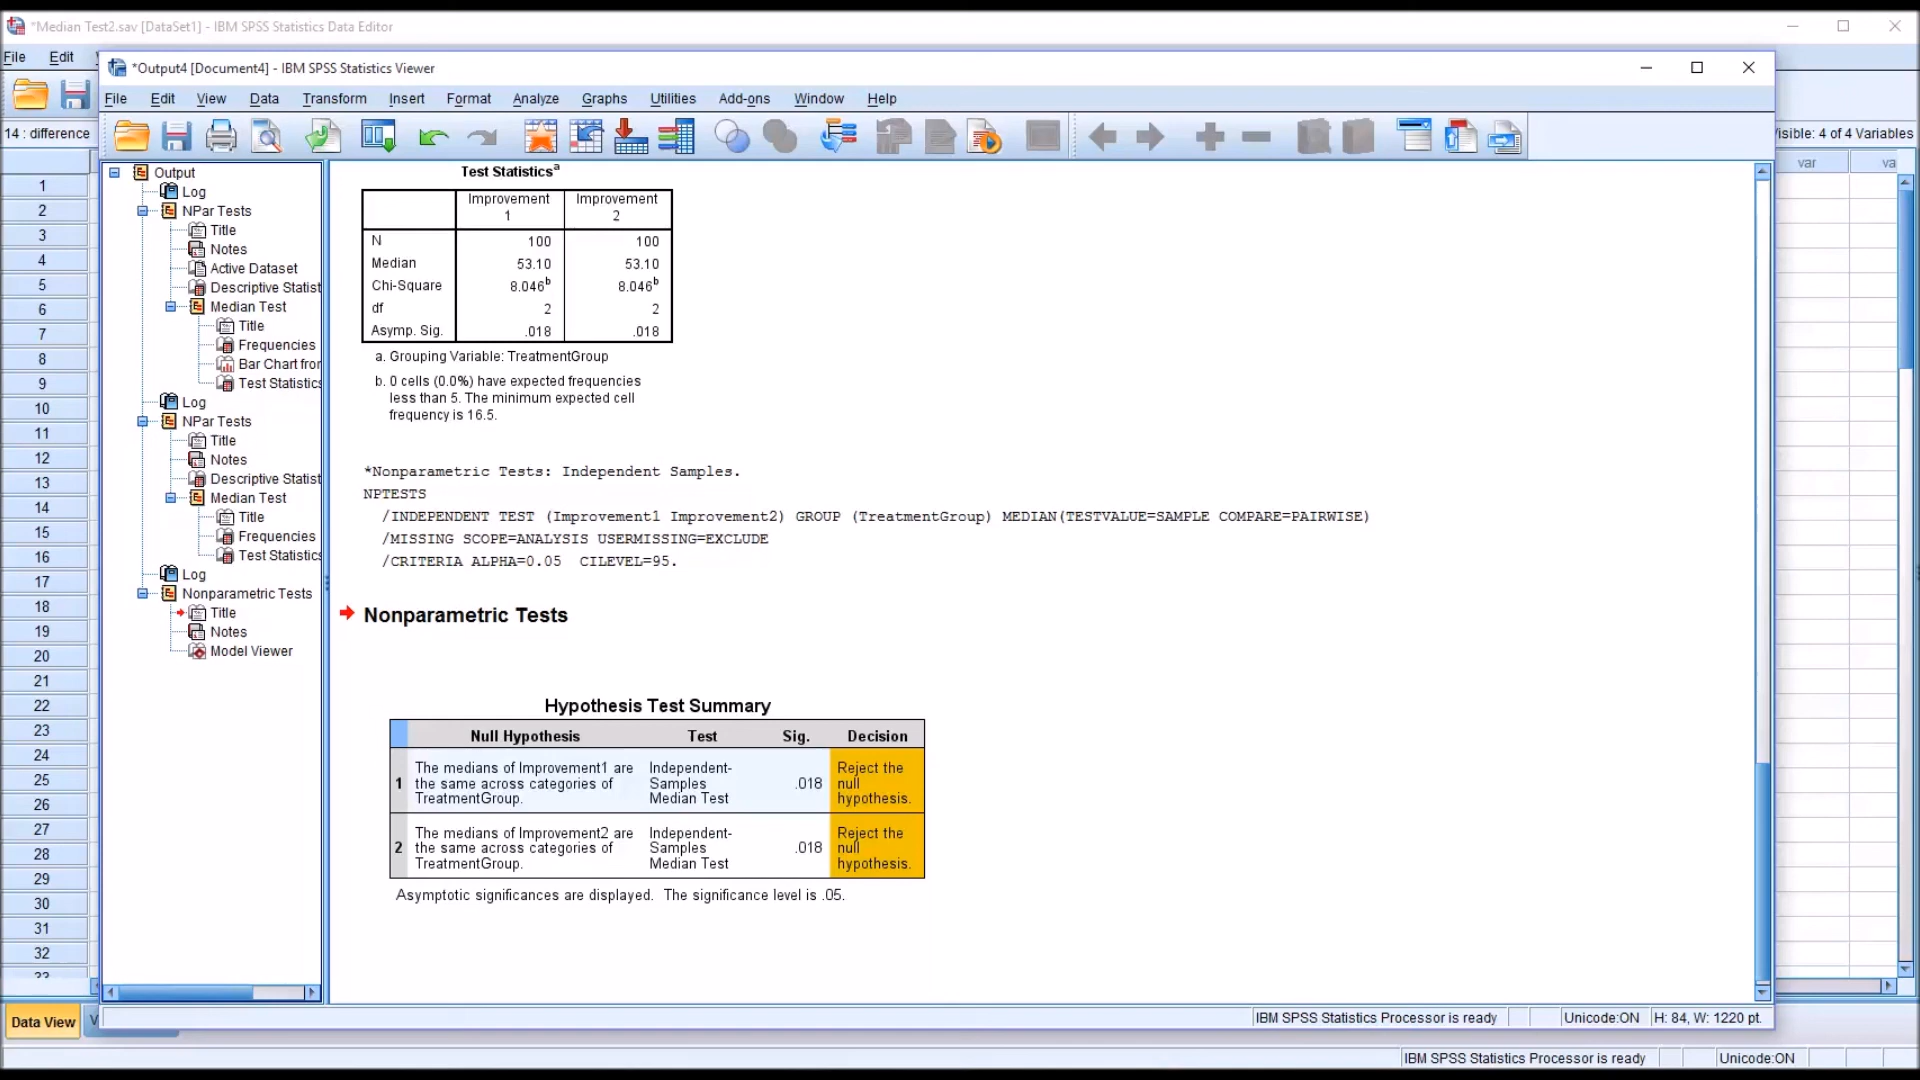 *Median Test2.sav [DataSet1] - IBM SPSS Statistics Data Editor
File Edit
*Output4 [Document4] - IBM SPSS Statistics Viewer
File Edit View Data Transform Insert Format Analyze Graphs Utilities Add-ons Window Help
14 : difference
Visible: 4 of 4 Variables
var
va
1
2
3
4
5
6
7
8
9
10
11
12
13
14
15
16
17
18
19
20
21
22
23
24
25
26
27
28
29
30
31
32
33
Output
Log
NPar Tests
Title
Notes
Active Dataset
Descriptive Statist
Median Test
Title
Frequencies
Bar Chart fror
Test Statistics
Log
NPar Tests
Title
Notes
Descriptive Statist
Median Test
Title
Frequencies
Test Statistics
Log
Nonparametric Tests
Title
Notes
Model Viewer
Test Statisticsa
Improvement 1 Improvement 2
N 100 100
Median 53.10 53.10
Chi-Square 8.046b 8.046b
df 2 2
Asymp. Sig. .018 .018
a. Grouping Variable: TreatmentGroup
b. 0 cells (0.0%) have expected frequencies
less than 5. The minimum expected cell
frequency is 16.5.
*Nonparametric Tests: Independent Samples.
NPTESTS
/INDEPENDENT TEST (Improvement1 Improvement2) GROUP (TreatmentGroup) MEDIAN(TESTVALUE=SAMPLE COMPARE=PAIRWISE)
/MISSING SCOPE=ANALYSIS USERMISSING=EXCLUDE
/CRITERIA ALPHA=0.05 CILEVEL=95.
Nonparametric Tests
Hypothesis Test Summary
Null Hypothesis Test Sig. Decision
1 The medians of Improvement1 are the same across categories of TreatmentGroup. Independent-Samples Median Test .018 Reject the null hypothesis.
2 The medians of Improvement2 are the same across categories of TreatmentGroup. Independent-Samples Median Test .018 Reject the null hypothesis.
Asymptotic significances are displayed. The significance level is .05.
Data View V
IBM SPSS Statistics Processor is ready Unicode:ON H: 84, W: 1220 pt.
IBM SPSS Statistics Processor is ready Unicode:ON